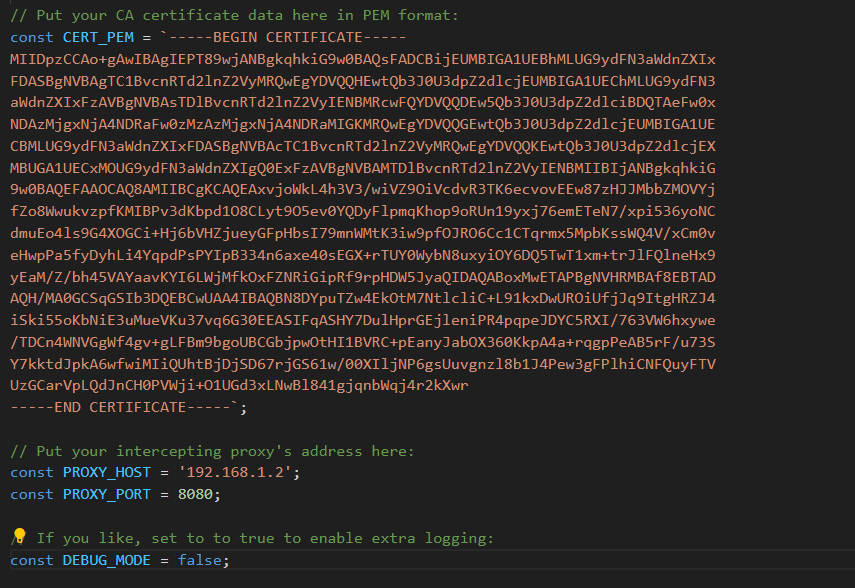 // Put your CA certificate data here in PEM format:
const CERT_PEM = `-----BEGIN CERTIFICATE-----
MIIDpzCCAo+gAwIBAgIEPT89wjANBgkqhkiG9w0BAQsFADCBijEUMBIGA1UEBhMLUG9ydFN3aWdnZXIx
FDASBgNVBAgTC1BvcnRTd2lnZ2VyMRQwEgYDVQQHEwtQb3J0U3dpZ2dlcjEUMBIGA1UEChMLUG9ydFN3
aWdnZXIxFzAVBgNVBAsTDlBvcnRTd2lnZ2VyIENBMRcwFQYDVQQDEw5Qb3J0U3dpZ2dlciBDQTAeFw0x
NDAzMjgxNjA4NDRaFw0zMzAzMjgxNjA4NDRaMIGKMRQwEgYDVQQGEwtQb3J0U3dpZ2dlcjEUMBIGA1UE
CBMLUG9ydFN3aWdnZXIxFDASBgNVBAcTC1BvcnRTd2lnZ2VyMRQwEgYDVQQKEwtQb3J0U3dpZ2dlcjEX
MBUGA1UECxMOUG9ydFN3aWdnZXIgQ0ExFzAVBgNVBAMTDlBvcnRTd2lnZ2VyIENBMIIBIjANBgkqhkiG
9w0BAQEFAAOCAQ8AMIIBCgKCAQEAxvjoWkL4h3V3/wiVZ9OiVcdvR3TK6ecvovEEw87zHJJMbbZMOVYj
fZo8WwukvzpfKMIBPv3dKbpd1O8CLyt9O5ev0YQDyFlpmqKhop9oRUn19yxj76emETeN7/xpi536yoNC
dmuEo4ls9G4XOGCi+Hj6bVHZjueyGFpHbsI79mnWMtK3iw9pfOJRO6Cc1CTqrmx5MpbKssWQ4V/xCm0v
eHwpPa5fyDyhLi4YqpdPsPYIpB334n6axe40sEGX+rTUY0WybN8uxyiOY6DQ5TwT1xm+trJlFQlneHx9
yEaM/Z/bh45VAYaavKYI6LWjMfkOxFZNRiGipRf9rpHDW5JyaQIDAQABoxMwETAPBgNVHRMBAf8EBTAD
AQH/MA0GCSqGSIb3DQEBCwUAA4IBAQBN8DYpuTZw4EkOtM7NtlcliC+L91kxDwUROiUfjJq9ItgHRZJ4
iSki55oKbNiE3uMueVKu37vq6G30EEASIFqASHY7DulHprGEjleniPR4pqpeJDYC5RXI/763VW6hxywe
/TDCn4WNVGgWf4gv+gLFBm9bgoUBCGbjpwOtHI1BVRC+pEanyJabOX360KkpA4a+rqgpPeAB5rF/u73S
Y7kktdJpkA6wfwiMIiQUhtBjDjSD67rjGS61w/00XIljNP6gsUuvgnzl8b1J4Pew3gFPlhiCNFQuyFTV
UzGCarVpLQdJnCH0PVWji+O1UGd3xLNwBl841gjqnbWqj4r2kXwr
-----END CERTIFICATE-----`;
// Put your intercepting proxy's address here:
const PROXY_HOST = '192.168.1.2';
const PROXY_PORT = 8080;
If you like, set to to true to enable extra logging:
const DEBUG_MODE = false;